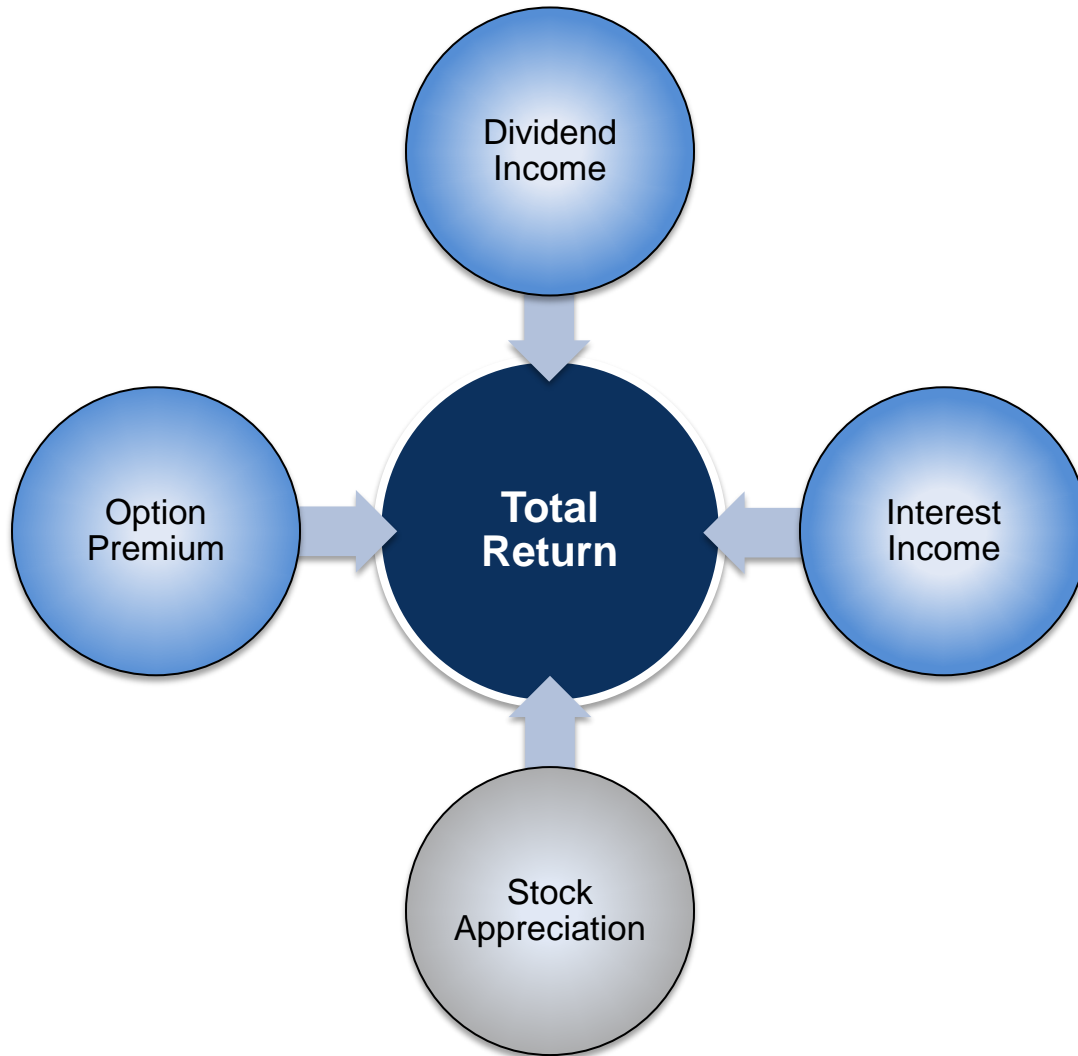 Dividend
Income
Option
Premium
Total
Return
Interest
Income
Stock
Appreciation